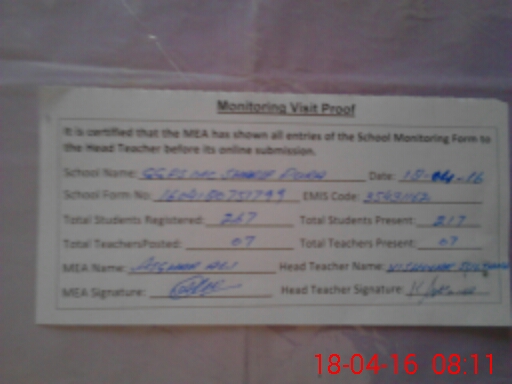 Monitoring Visit Proof
It is certified that the MEA has shown all entries of the School Monitoring Form to
the Head Teacher before its online submission.
School Name: Date: 18-04-16
School Form No: EMIS Code:
Total Students Registered: 267 Total Students Present: 217
Total TeachersPosted: 07 Total Teachers Present: 07
MEA Name: Head Teacher Name:
MEA Signature: Head Teacher Signature:
18-04-16 08:11